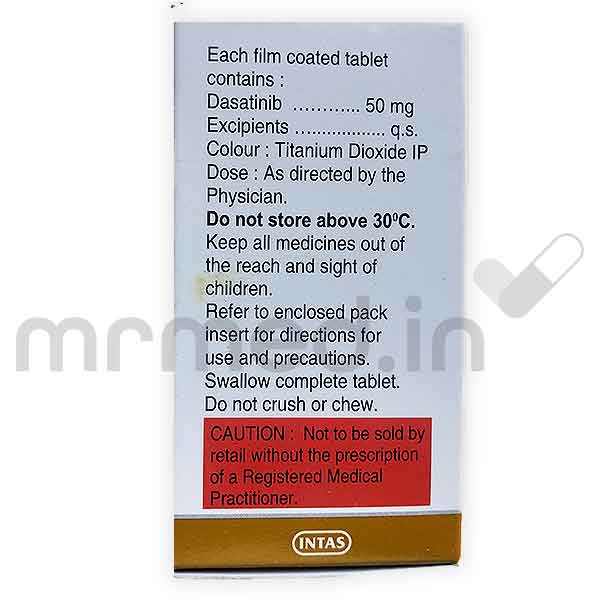 Each film coated tablet
contains :
Dasatinib ........... 50 mg
Excipients .................. q.s.
Colour : Titanium Dioxide IP
Dose : As directed by the
Physician.
Do not store above 30⁰C.
Keep all medicines out of
the reach and sight of
children.
Refer to enclosed pack
insert for directions for
use and precautions.
Swallow complete tablet.
Do not crush or chew.
CAUTION : Not to be sold by
retail without the prescription
of a Registered Medical
Practitioner.
INTAS
mrmed.in